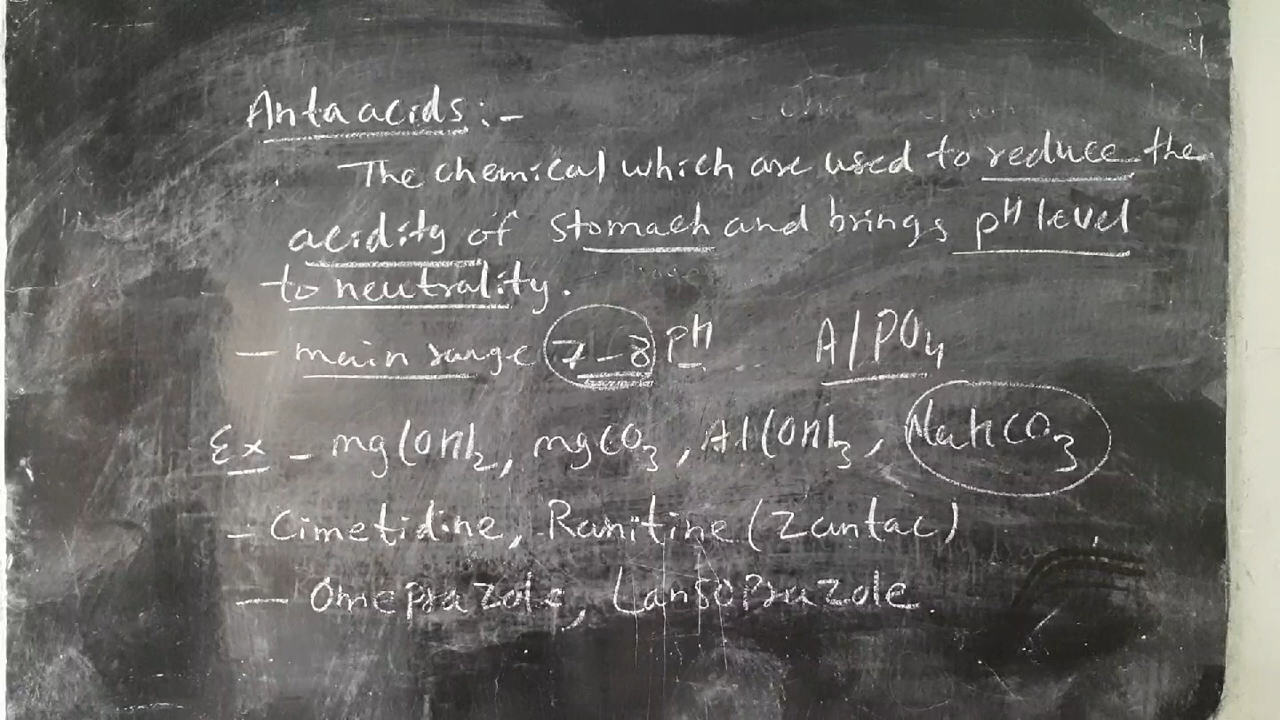 Antaacids :-
The chemical which are used to reduce the
acidity of stomach and brings pH level
to neutrality.
— main range 7-8 pH AlPO4
Ex - mg(OH)2, mgCO3, Al(OH)3, NaHCO3
- Cimetidine, Ranitine (Zantac)
— Omeprazole, Lansoprazole.